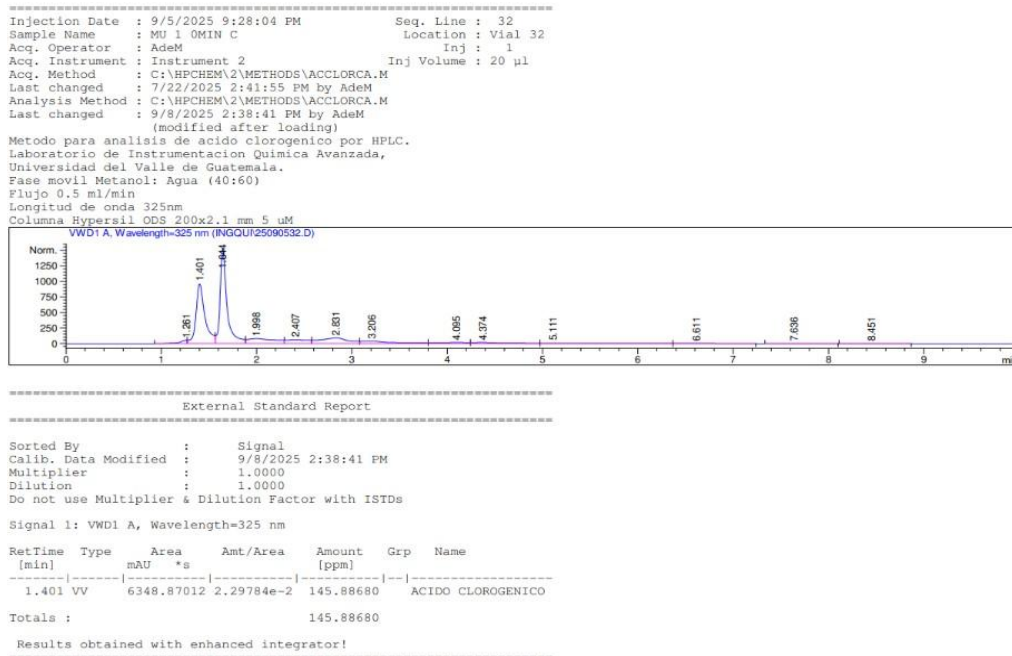 ======================================================================
Injection Date : 9/5/2025 9:28:04 PM Seq. Line : 32
Sample Name : MU 1 0MIN C Location : Vial 32
Acq. Operator : AdeM Inj : 1
Acq. Instrument : Instrument 2 Inj Volume : 20 µl
Acq. Method : C:\HPCHEM\2\METHODS\ACCLORCA.M
Last changed : 7/22/2025 2:41:55 PM by AdeM
Analysis Method : C:\HPCHEM\2\METHODS\ACCLORCA.M
Last changed : 9/8/2025 2:38:41 PM by AdeM
(modified after loading)
Metodo para analisis de acido clorogenico por HPLC.
Laboratorio de Instrumentacion Quimica Avanzada,
Universidad del Valle de Guatemala.
Fase movil Metanol: Agua (40:60)
Flujo 0.5 ml/min
Longitud de onda 325nm
Columna Hypersil ODS 200x2.1 mm 5 uM
VWD1 A, Wavelength=325 nm (INGQUI\25090532.D)
Norm.
1250
1000
750
500
250
0
1.261
1.401
1.644
1.998
2.407
2.831
3.206
4.095
4.374
5.111
6.611
7.636
8.451
0 1 2 3 4 5 6 7 8 9 mi
======================================================================
External Standard Report
======================================================================
Sorted By : Signal
Calib. Data Modified : 9/8/2025 2:38:41 PM
Multiplier : 1.0000
Dilution : 1.0000
Do not use Multiplier & Dilution Factor with ISTDs
Signal 1: VWD1 A, Wavelength=325 nm
RetTime Type Area Amt/Area Amount Grp Name
[min] mAU *s [ppm]
-------|------|----------|----------|----------|--|------------------
1.401 VV 6348.87012 2.29784e-2 145.88680 ACIDO CLOROGENICO
Totals : 145.88680
Results obtained with enhanced integrator!